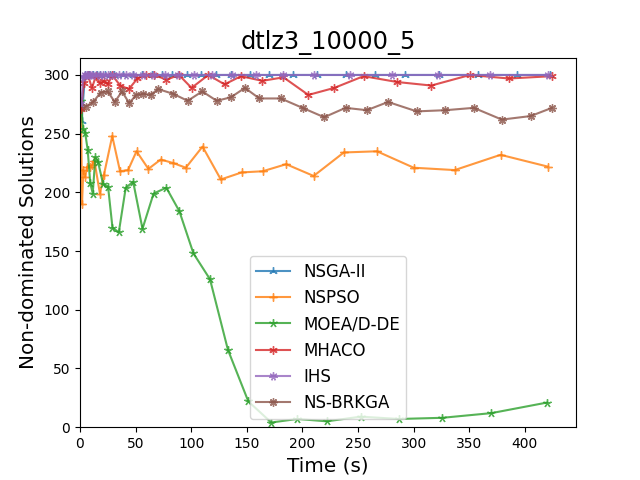 dtlz3_10000_5
Non-dominated Solutions
300
250
200
150
100
50
0
NSGA-II
NSPSO
MOEA/D-DE
MHACO
IHS
NS-BRKGA
0 50 100 150 200 250 300 350 400
Time (s)